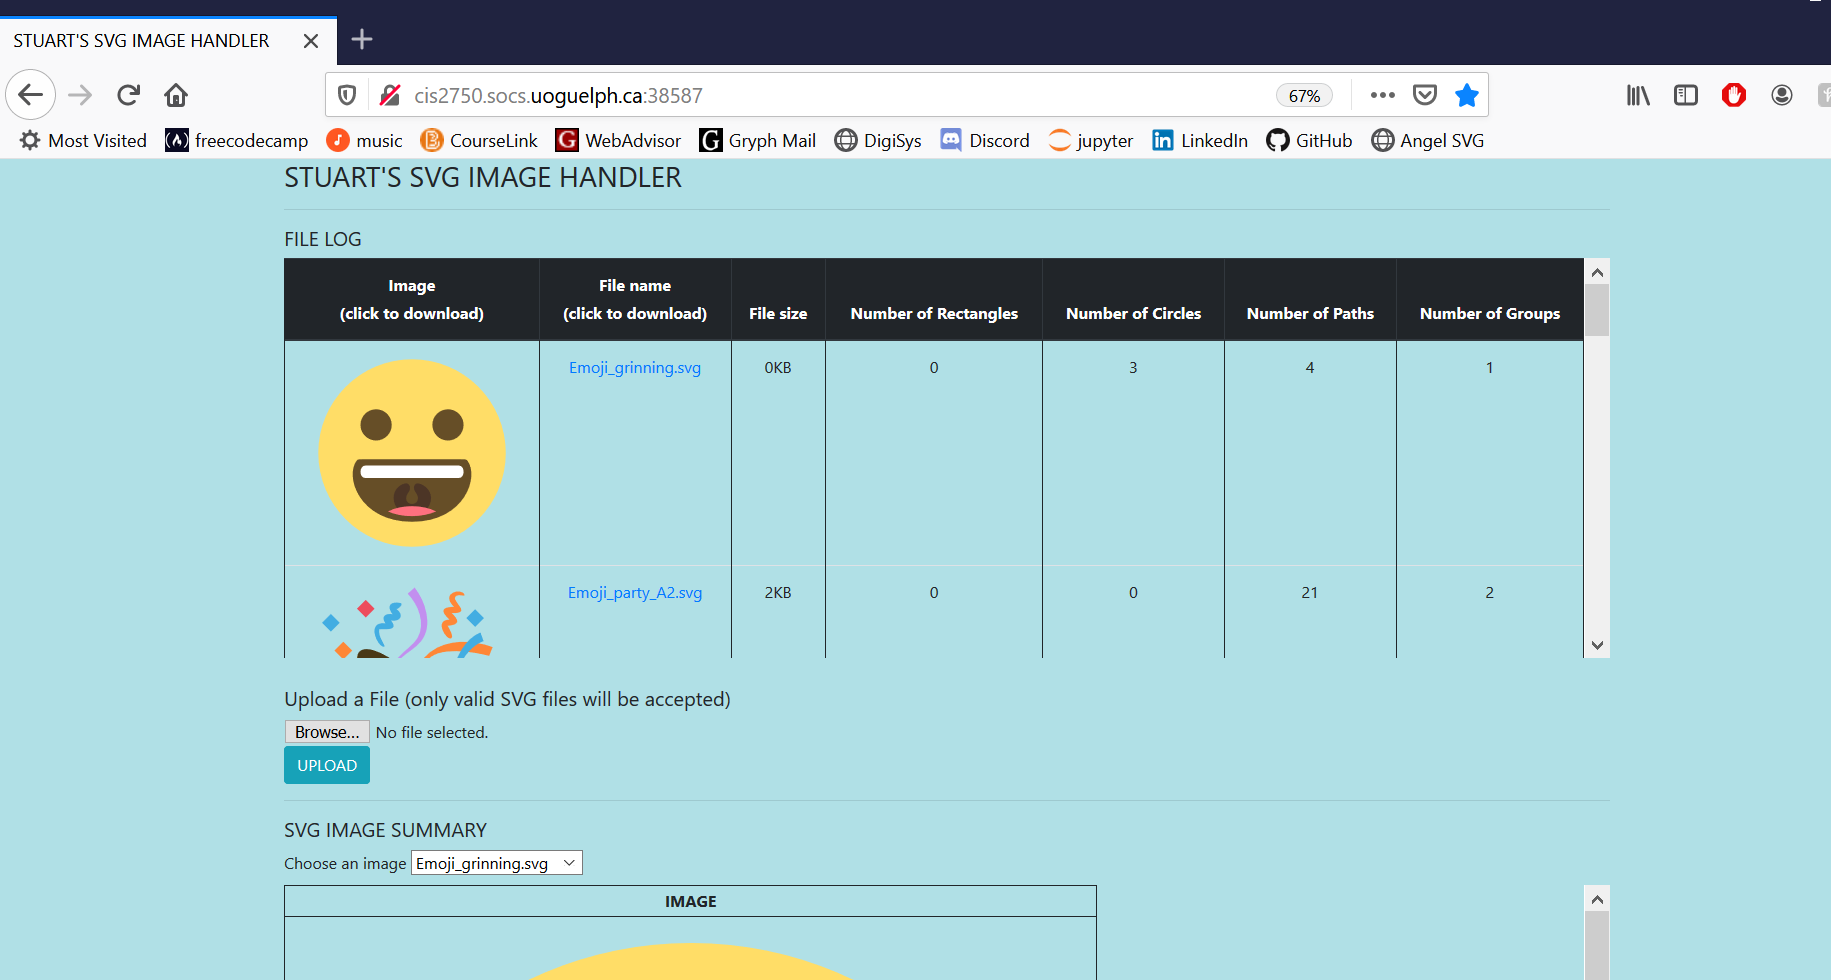 STUART'S SVG IMAGE HANDLER
cis2750.socs.uoguelph.ca:38587 67%
Most Visited freecodecamp music CourseLink WebAdvisor Gryph Mail DigiSys Discord jupyter LinkedIn GitHub Angel SVG
STUART'S SVG IMAGE HANDLER
FILE LOG
Image File name
(click to download) (click to download) File size Number of Rectangles Number of Circles Number of Paths Number of Groups
Emoji_grinning.svg 0KB 0 3 4 1
Emoji_party_A2.svg 2KB 0 0 21 2
Upload a File (only valid SVG files will be accepted)
Browse... No file selected.
UPLOAD
SVG IMAGE SUMMARY
Choose an image Emoji_grinning.svg
IMAGE